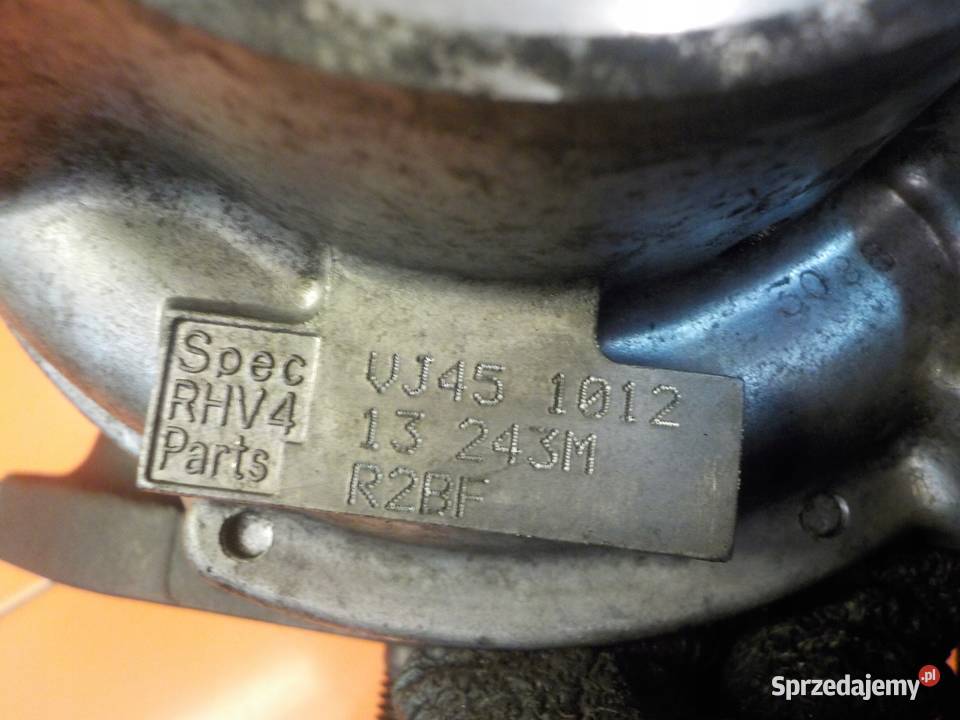 Spec
RHV4
Parts
VJ45 1012
13 243M
R2BF
Sprzedajemy.pl